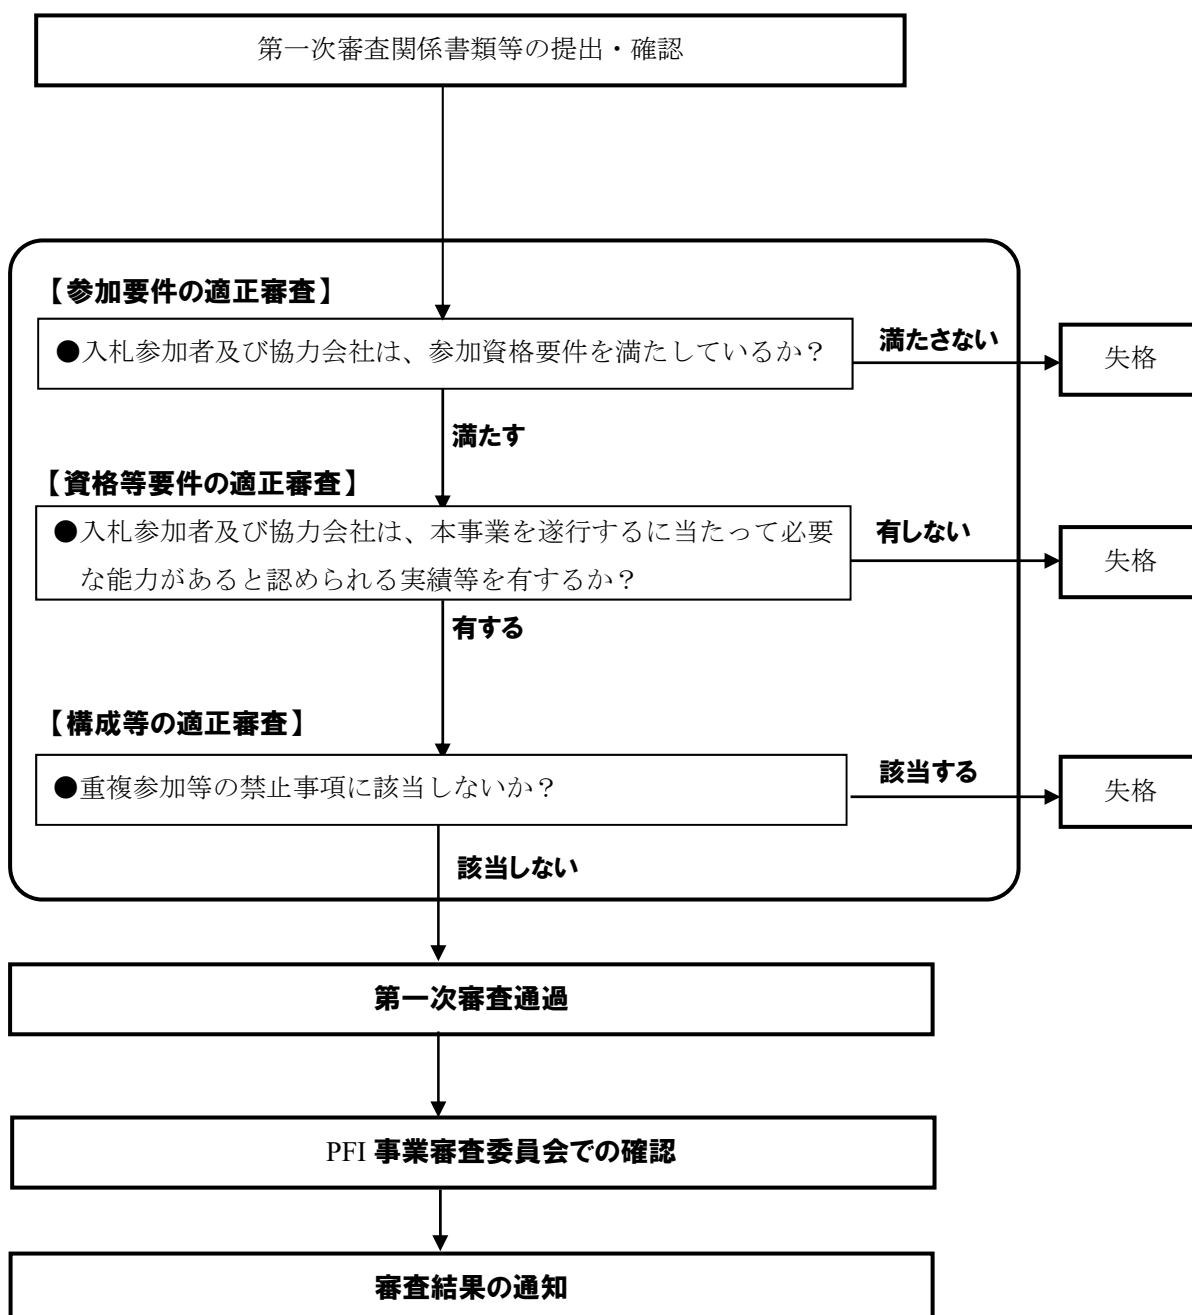 第一次審査関係書類等の提出・確認
【参加要件の適正審査】
●入札参加者及び協力会社は、参加資格要件を満たしているか？
満たさない
失格
満たす
【資格等要件の適正審査】
●入札参加者及び協力会社は、本事業を遂行するに当たって必要
な能力があると認められる実績等を有するか？
有しない
失格
有する
【構成等の適正審査】
●重複参加等の禁止事項に該当しないか？
該当する
失格
該当しない
第一次審査通過
PFI 事業審査委員会での確認
審査結果の通知